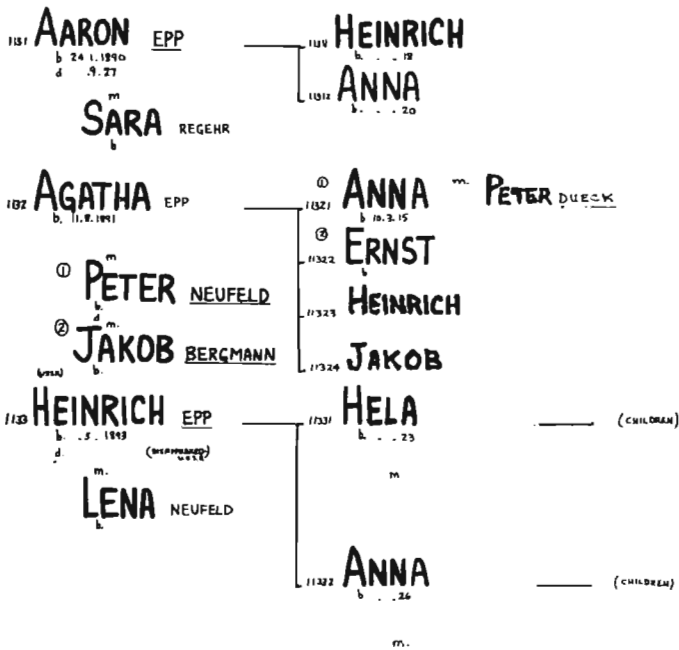 1131 AARON EPP
b 24.1.1890
d .9.27
m
SARA REGEHR
b
HEINRICH
b. . . 18
11312 ANNA
b. . . 20
1132 AGATHA EPP
b. 11.8.1891
① m
PETER NEUFELD
b.
d
② m.
JAKOB BERGMANN
b.
①
11321 ANNA m. PETER DUECK
b 10.3.15
②
11322 ERNST
b
11323 HEINRICH
11324 JAKOB
(USSR)
1133 HEINRICH EPP
b. . 5. 1893
d.
m.
LENA NEUFELD
b.
11331 HELA (CHILDREN)
b. . . 23
m
11332 ANNA (CHILDREN)
b . . 26
m.